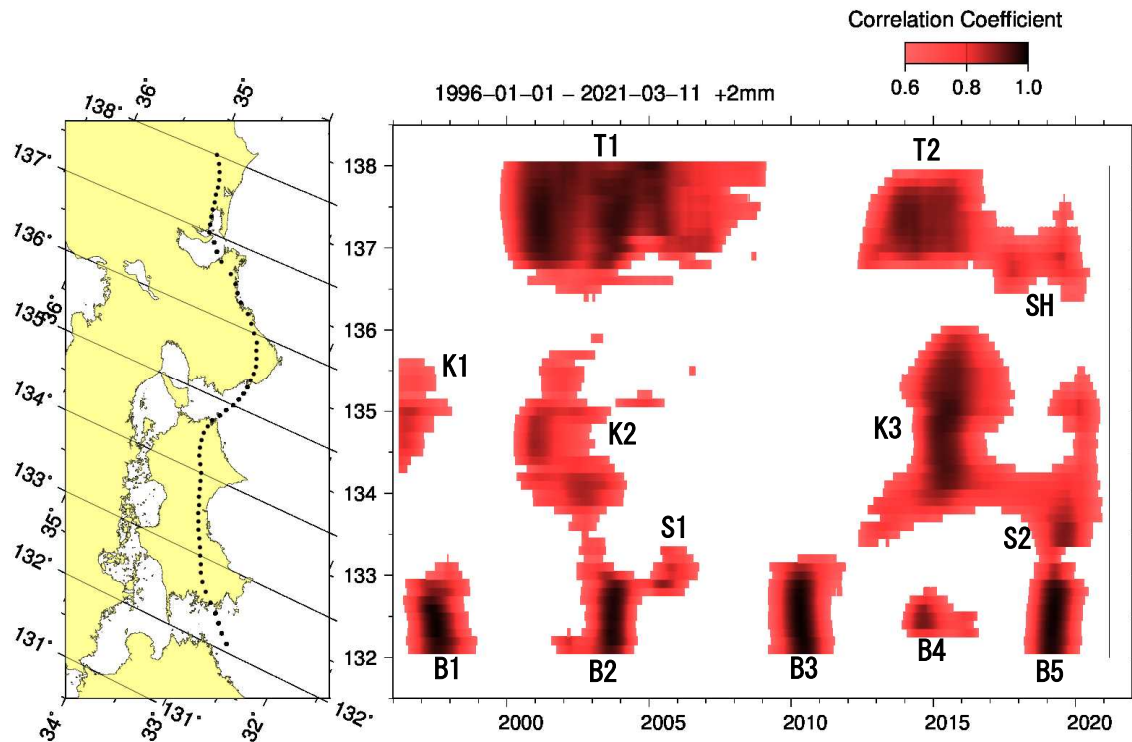 Correlation Coefficient
0.6 0.8 1.0
1996-01-01 - 2021-03-11 +2mm
138° 36° 35°
137°
136°
36°
135°
134°
133°
35°
132°
131°
34° 33° 131° 32° 132°
138
137
136
135
134
133
132
2000 2005 2010 2015 2020
T1 T2
SH
K1 K2 K3
S1 S2
B1 B2 B3 B4 B5